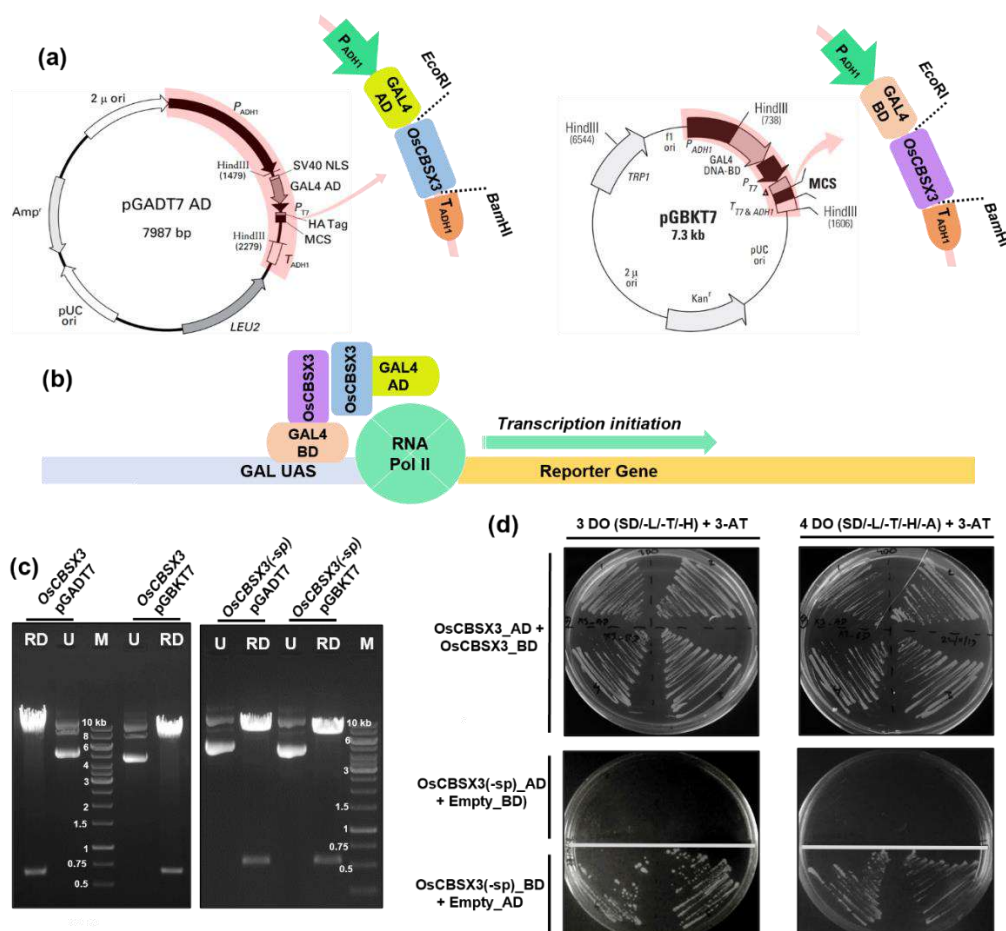 (a)
P ADH1
GAL4
AD
EcoRI
OsCBSX3
BamHI
T ADH1
2 μ ori
P ADH1
HindIII
(1479)
SV40 NLS
GAL4 AD
P T7
HA Tag
MCS
HindIII
(2279)
T ADH1
LEU2
pUC
ori
Amp r
pGADT7 AD
7987 bp
P ADH1
GAL4
BD
EcoRI
OsCBSX3
BamHI
T ADH1
HindIII
(6544)
f1
ori
P ADH1
HindIII
(738)
GAL4
DNA-BD
TRP1
P T7
MCS
T T7 & ADH1
HindIII
(1606)
pGBKT7
7.3 kb
pUC
ori
2 μ
ori
Kan r
(b)
OsCBSX3
OsCBSX3
GAL4
AD
GAL4
BD
RNA
Pol II
Transcription initiation
GAL UAS
Reporter Gene
(c)
OsCBSX3
pGADT7
OsCBSX3
pGBKT7
OsCBSX3(-sp)
pGADT7
OsCBSX3(-sp)
pGBKT7
RD U M U RD
U RD U RD M
10 kb
8
6
4
3
2
1.5
1
0.75
0.5
10 kb
6
3
1.5
1
0.75
0.5
(d)
3 DO (SD/-L/-T/-H) + 3-AT
4 DO (SD/-L/-T/-H/-A) + 3-AT
OsCBSX3_AD +
OsCBSX3_BD
OsCBSX3(-sp)_AD
+ Empty_BD)
OsCBSX3(-sp)_BD
+ Empty_AD